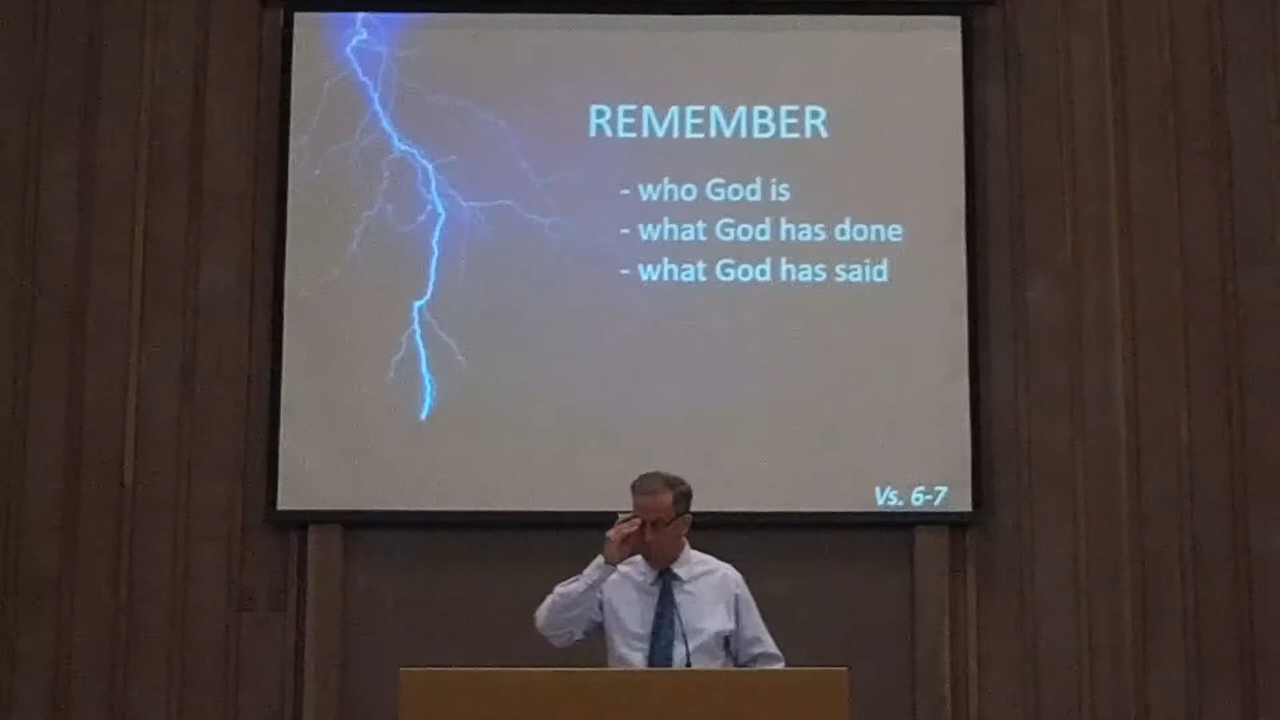 REMEMBER
- who God is
- what God has done
- what God has said
Vs. 6-7